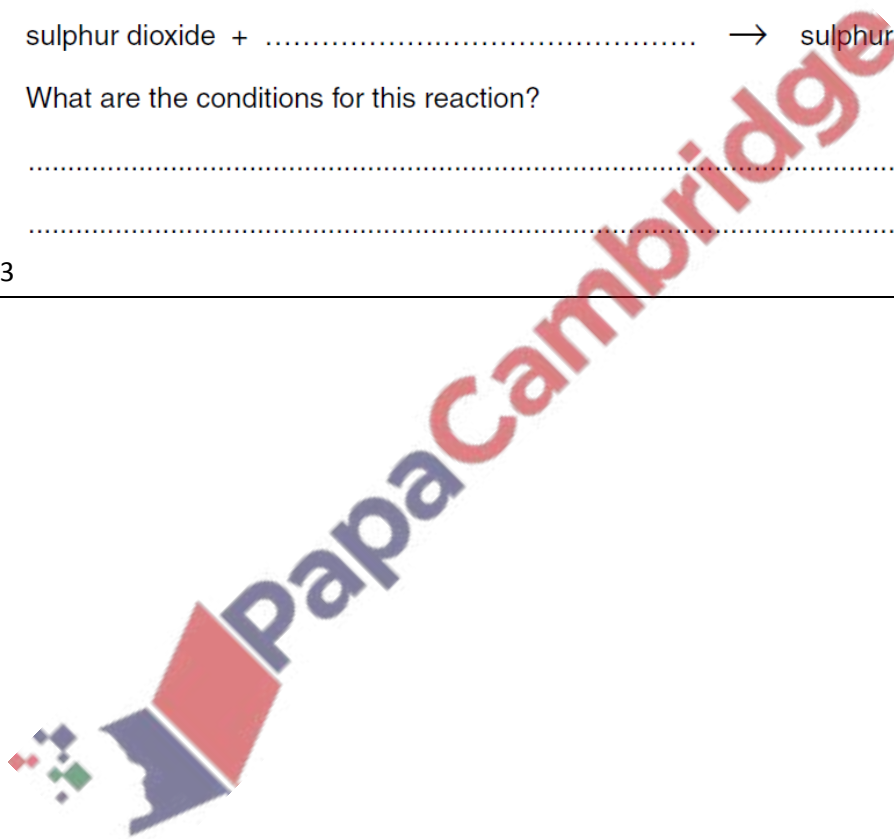 sulphur dioxide + .............................................. → sulphur
What are the conditions for this reaction?
..........................................................................................
..........................................................................................
3
PapaCambridge